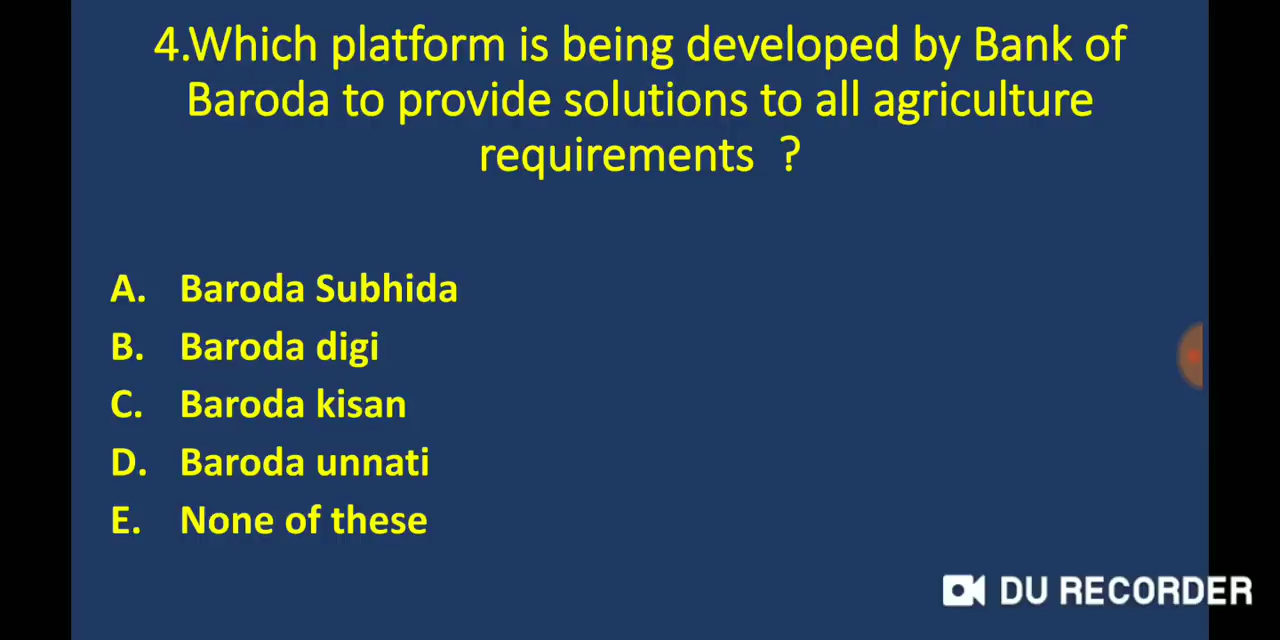 4.Which platform is being developed by Bank of
Baroda to provide solutions to all agriculture
requirements ?
A. Baroda Subhida
B. Baroda digi
C. Baroda kisan
D. Baroda unnati
E. None of these
DU RECORDER